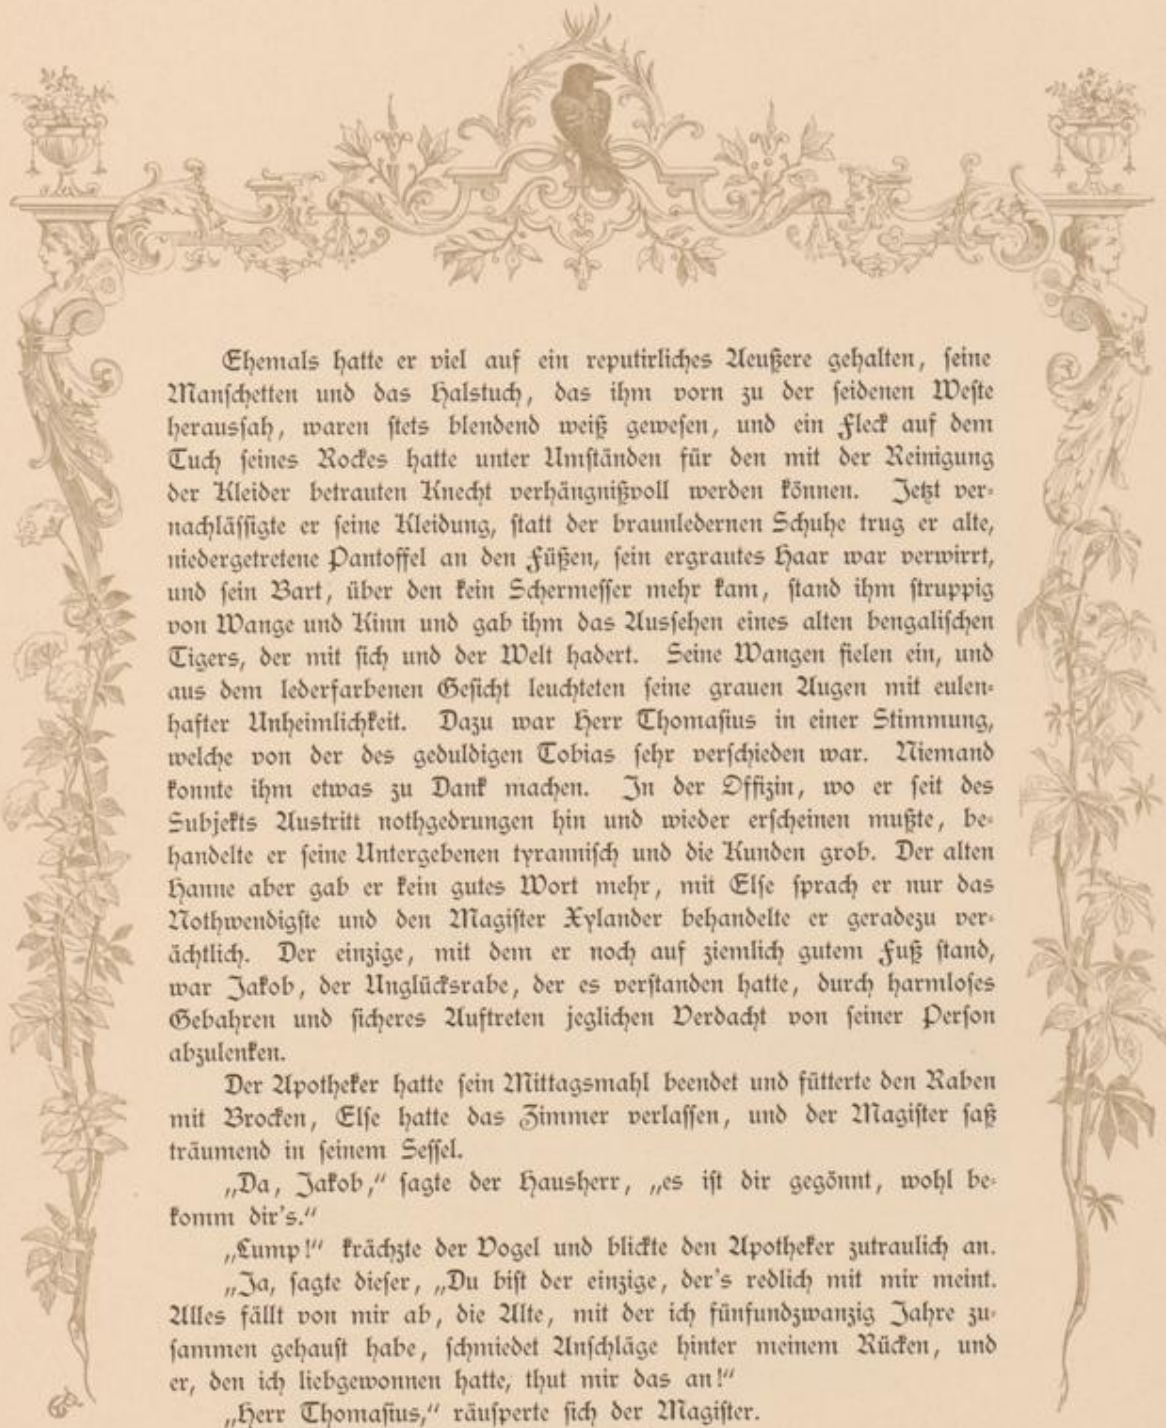 Ehemals hatte er viel auf ein reputirliches Aeußere gehalten, seine
Manschetten und das Halstuch, das ihm vorn zu der seidenen Weste
heraussah, waren stets blendend weiß gewesen, und ein Fleck auf dem
Tuch seines Rockes hatte unter Umständen für den mit der Reinigung
der Kleider betrauten Knecht verhängnißvoll werden können. Jetzt ver-
nachlässigte er seine Kleidung, statt der braunledernen Schuhe trug er alte,
niedergetretene Pantoffel an den Füßen, sein ergrautes Haar war verwirrt,
und sein Bart, über den kein Schermesser mehr kam, stand ihm struppig
von Wange und Kinn und gab ihm das Aussehen eines alten bengalischen
Tigers, der mit sich und der Welt hadert. Seine Wangen fielen ein, und
aus dem lederfarbenen Gesicht leuchteten seine grauen Augen mit eulen-
hafter Unheimlichkeit. Dazu war Herr Thomasius in einer Stimmung,
welche von der des geduldigen Tobias sehr verschieden war. Niemand
konnte ihm etwas zu Dank machen. In der Offizin, wo er seit des
Subjekts Austritt nothgedrungen hin und wieder erscheinen mußte, be-
handelte er seine Untergebenen tyrannisch und die Kunden grob. Der alten
Hanne aber gab er kein gutes Wort mehr, mit Else sprach er nur das
Nothwendigste und den Magister Xylander behandelte er geradezu ver-
ächtlich. Der einzige, mit dem er noch auf ziemlich gutem Fuß stand,
war Jakob, der Unglücksrabe, der es verstanden hatte, durch harmloses
Gebahren und sicheres Auftreten jeglichen Verdacht von seiner Person
abzulenken.
Der Apotheker hatte sein Mittagsmahl beendet und fütterte den Raben
mit Brocken, Else hatte das Zimmer verlassen, und der Magister saß
träumend in seinem Sessel.
„Da, Jakob,“ sagte der Hausherr, „es ist dir gegönnt, wohl be-
komm dir's.“
„Lump!“ krächzte der Vogel und blickte den Apotheker zutraulich an.
„Ja, sagte dieser, „Du bist der einzige, der's redlich mit mir meint.
Alles fällt von mir ab, die Alte, mit der ich fünfundzwanzig Jahre zu-
sammen gehaust habe, schmiedet Anschläge hinter meinem Rücken, und
er, den ich liebgewonnen hatte, thut mir das an!“
„Herr Thomasius,“ räusperte sich der Magister.